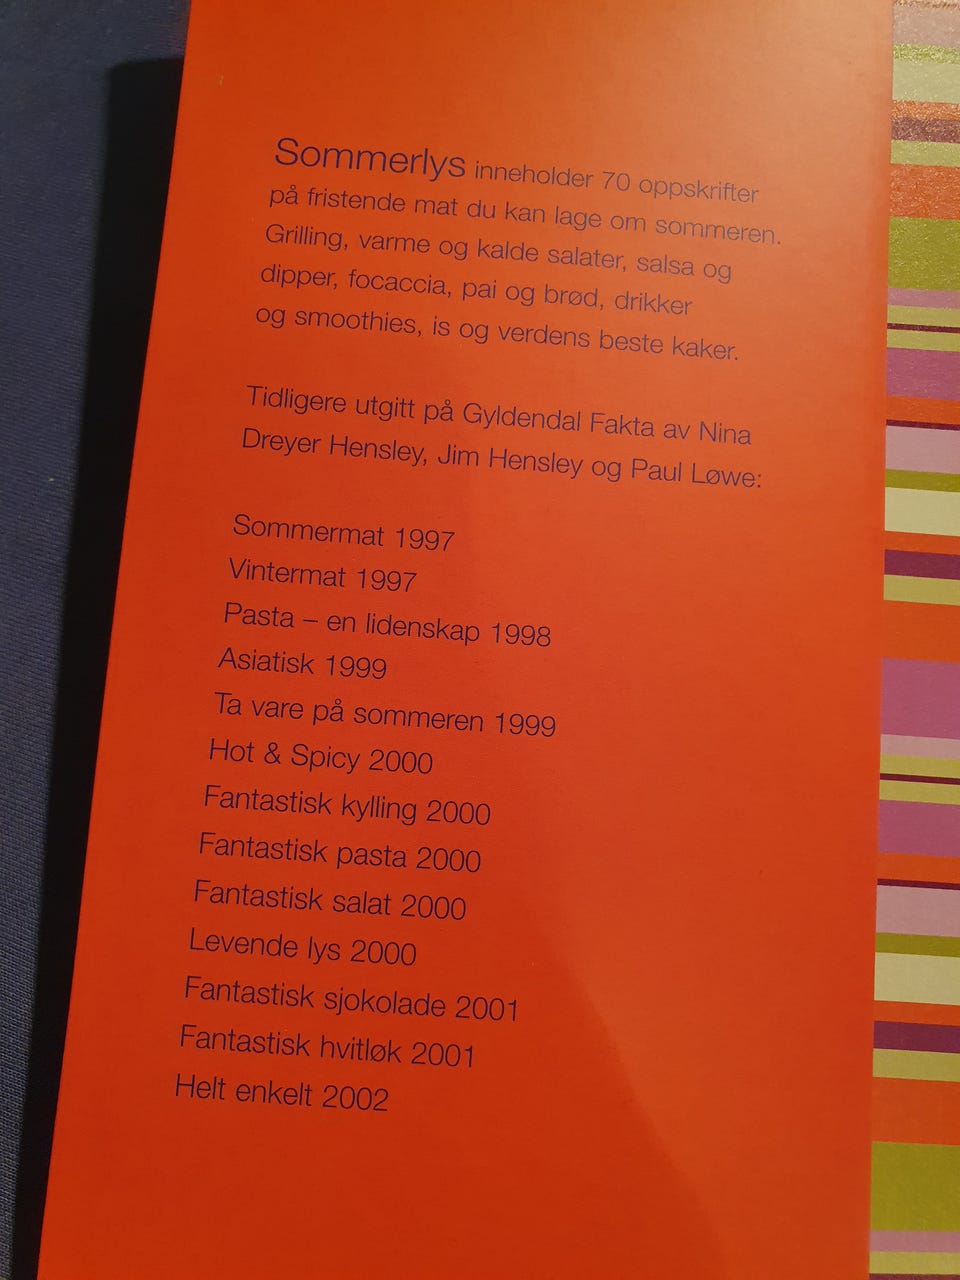 Sommerlys inneholder 70 oppskrifter
på fristende mat du kan lage om sommeren.
Grilling, varme og kalde salater, salsa og
dipper, focaccia, pai og brød, drikker
og smoothies, is og verdens beste kaker.
Tidligere utgitt på Gyldendal Fakta av Nina
Dreyer Hensley, Jim Hensley og Paul Løwe:
Sommermat 1997
Vintermat 1997
Pasta – en lidenskap 1998
Asiatisk 1999
Ta vare på sommeren 1999
Hot & Spicy 2000
Fantastisk kylling 2000
Fantastisk pasta 2000
Fantastisk salat 2000
Levende lys 2000
Fantastisk sjokolade 2001
Fantastisk hvitløk 2001
Helt enkelt 2002